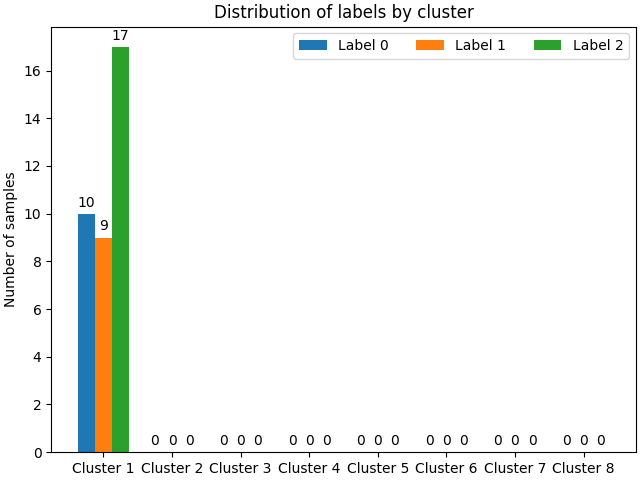 Distribution of labels by cluster
Label 0 Label 1 Label 2
Number of samples
16
14
12
10
8
6
4
2
0
10 9 17
0 0 0 0 0 0 0 0 0 0 0 0 0 0 0 0 0 0 0 0 0
Cluster 1 Cluster 2 Cluster 3 Cluster 4 Cluster 5 Cluster 6 Cluster 7 Cluster 8